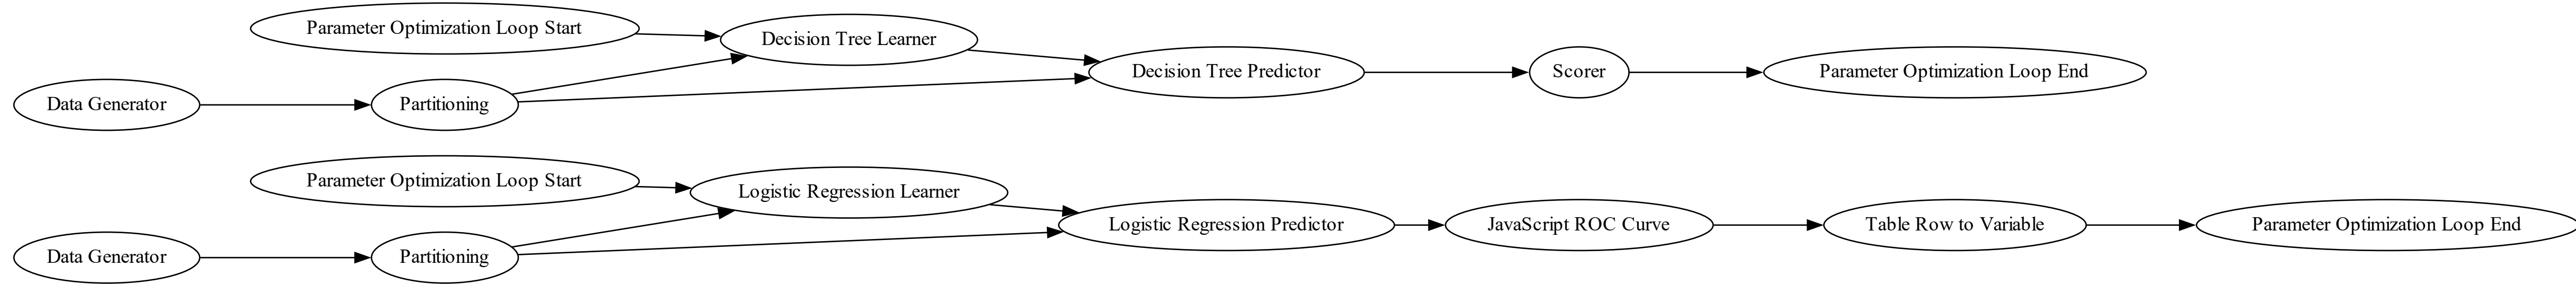 Parameter Optimization Loop Start
Decision Tree Learner
Data Generator
Partitioning
Decision Tree Predictor
Scorer
Parameter Optimization Loop End
Parameter Optimization Loop Start
Logistic Regression Learner
Data Generator
Partitioning
Logistic Regression Predictor
JavaScript ROC Curve
Table Row to Variable
Parameter Optimization Loop End